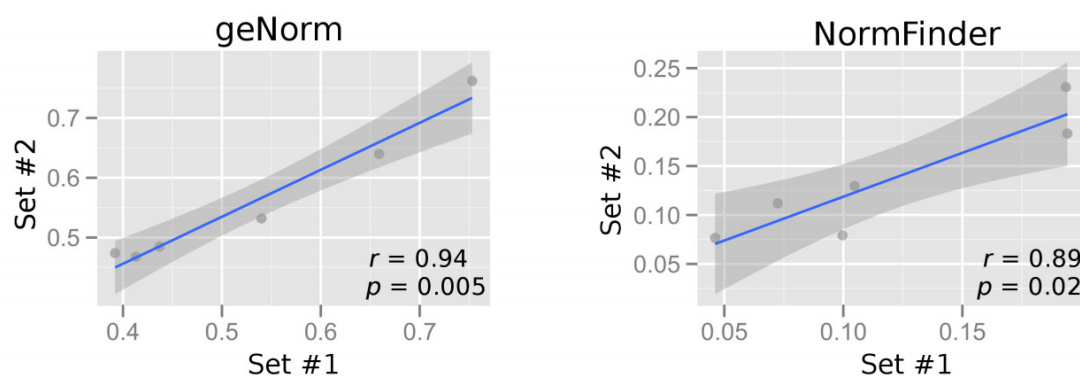 geNorm
Set #2
0.7
0.6
0.5
r = 0.94
p = 0.005
0.4 0.5 0.6 0.7
Set #1
NormFinder
Set #2
0.25
0.20
0.15
0.10
0.05
r = 0.89
p = 0.02
0.05 0.10 0.15
Set #1